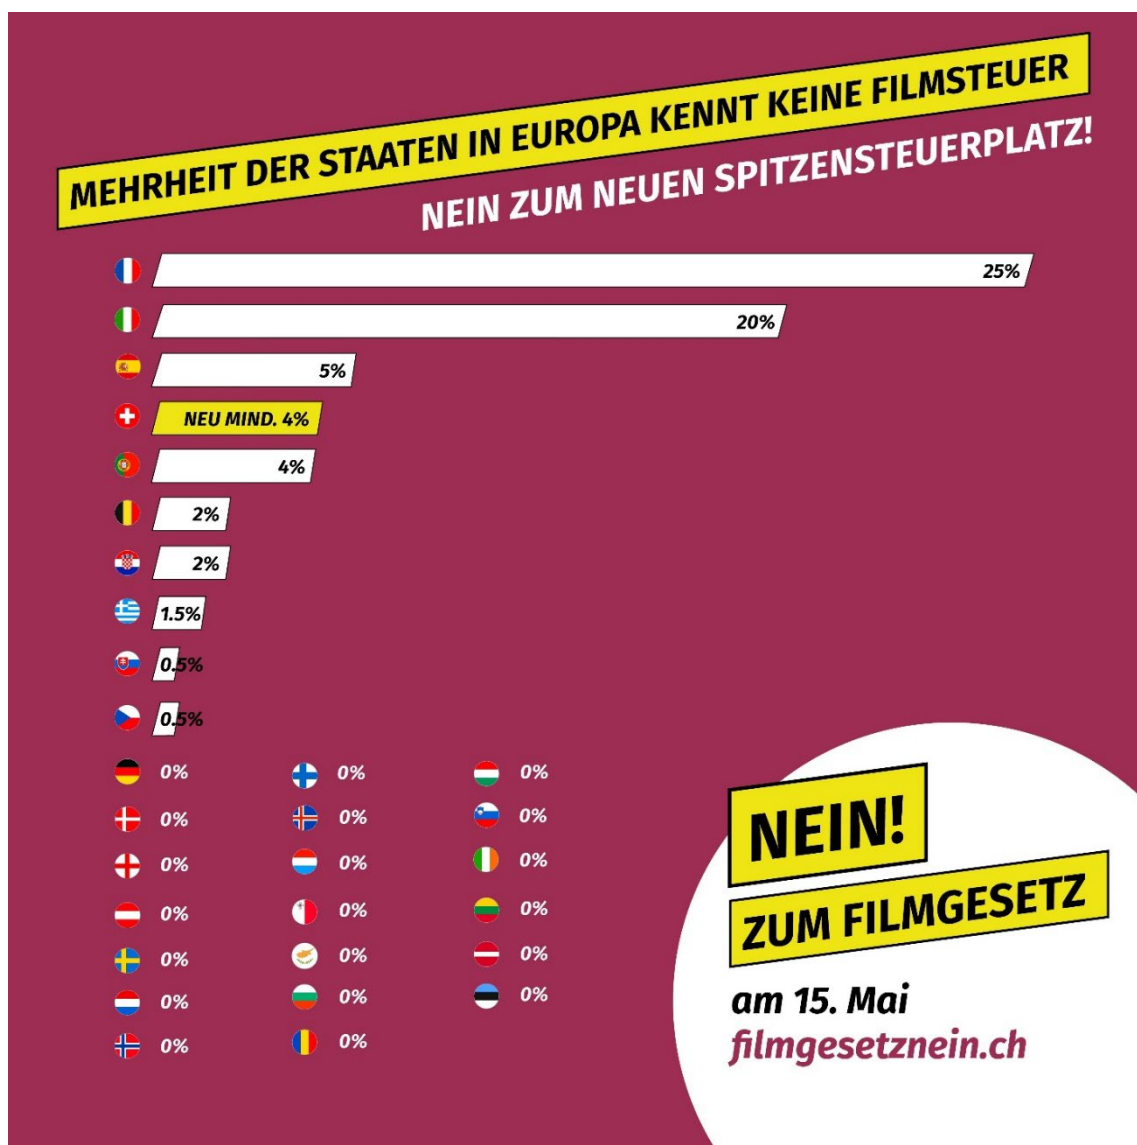 MEHRHEIT DER STAATEN IN EUROPA KENNT KEINE FILMSTEUER
NEIN ZUM NEUEN SPITZENSTEUERPLATZ!
25%
20%
5%
NEU MIND. 4%
4%
2%
2%
1.5%
0.5%
0.5%
0% 0% 0%
0% 0% 0%
0% 0% 0%
0% 0% 0%
0% 0% 0%
0% 0% 0%
0% 0%
NEIN!
ZUM FILMGESETZ
am 15. Mai
filmgesetznein.ch